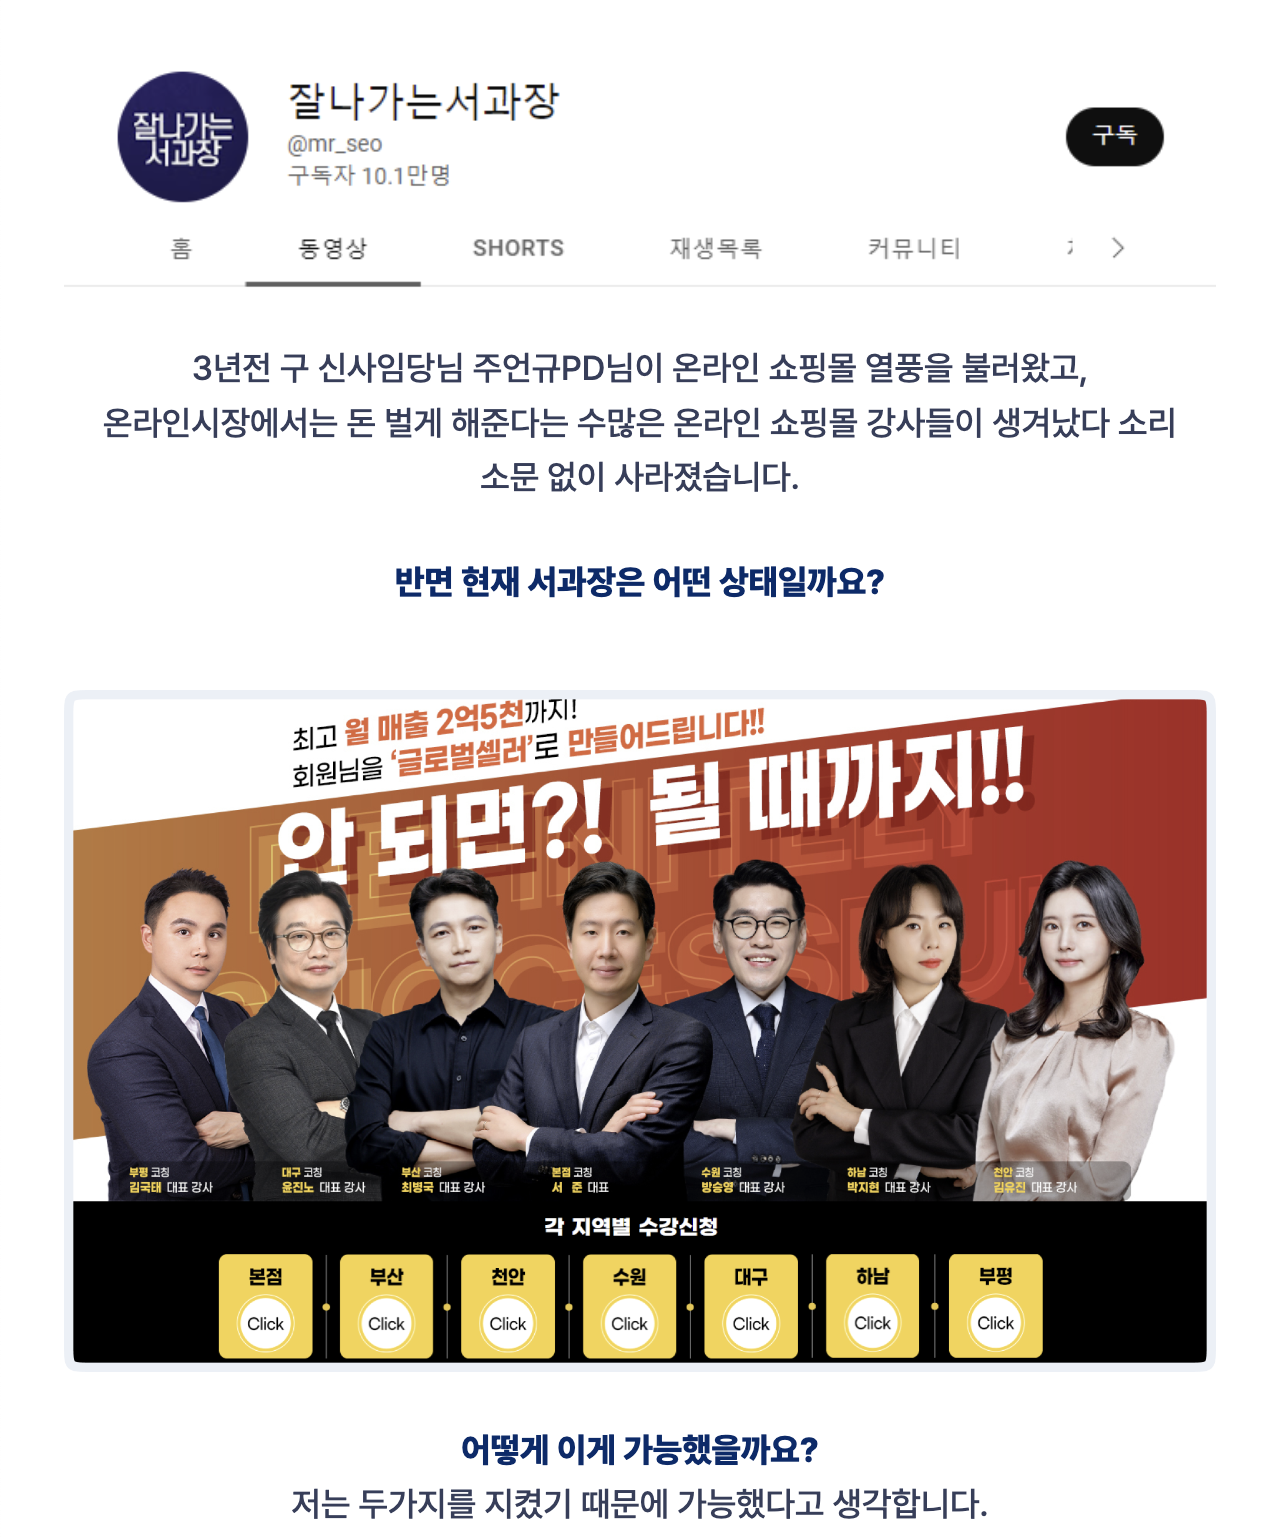 잘나가는
서과장
잘나가는서과장
@mr_seo
구독자 10.1만명
구독
홈 동영상 SHORTS 재생목록 커뮤니티
3년전 구 신사임당님 주언규PD님이 온라인 쇼핑몰 열풍을 불러왔고,
온라인시장에서는 돈 벌게 해준다는 수많은 온라인 쇼핑몰 강사들이 생겨났다 소리
소문 없이 사라졌습니다.
반면 현재 서과장은 어떤 상태일까요?
최고 월 매출 2억5천까지!
회원님을 ‘글로벌셀러’로 만들어드립니다!!
안 되면?! 될 때까지!!
부평 코칭
김국태 대표 강사
대구 코칭
윤진노 대표 강사
부산 코칭
최병국 대표 강사
본점 코칭
서 준 대표
수원 코칭
방승영 대표 강사
하남 코칭
박지현 대표 강사
천안 코칭
김유진 대표 강사
각 지역별 수강신청
본점 부산 천안 수원 대구 하남 부평
Click Click Click Click Click Click Click
어떻게 이게 가능했을까요?
저는 두가지를 지켰기 때문에 가능했다고 생각합니다.